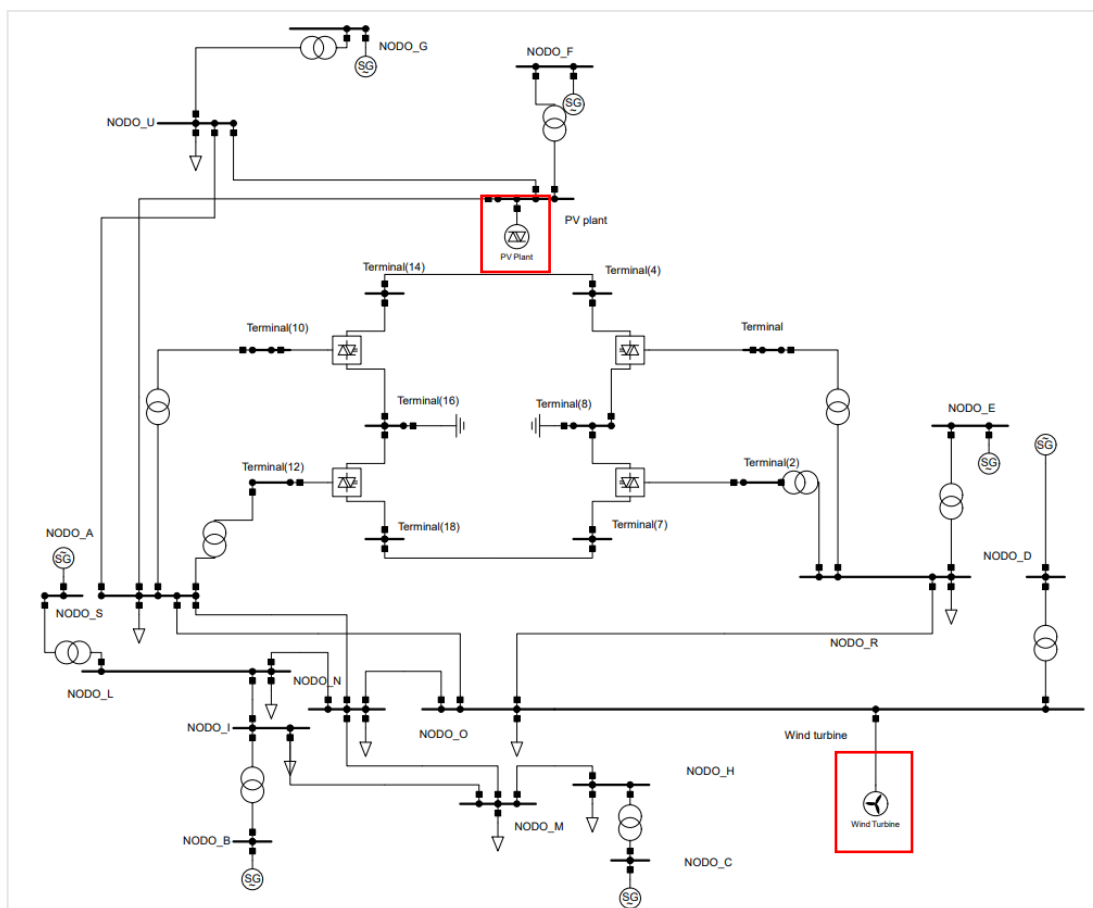 NODO_G
SG
NODO_F
SG
NODO_U
PV plant
PV Plant
Terminal(14)
Terminal(4)
Terminal(10)
Terminal
Terminal(16)
Terminal(8)
NODO_E
SG
SG
Terminal(12)
Terminal(2)
NODO_A
SG
Terminal(18)
Terminal(7)
NODO_D
NODO_S
NODO_R
NODO_N
NODO_L
NODO_I
NODO_O
Wind turbine
NODO_H
Wind Turbine
NODO_M
NODO_B
NODO_C
SG
SG